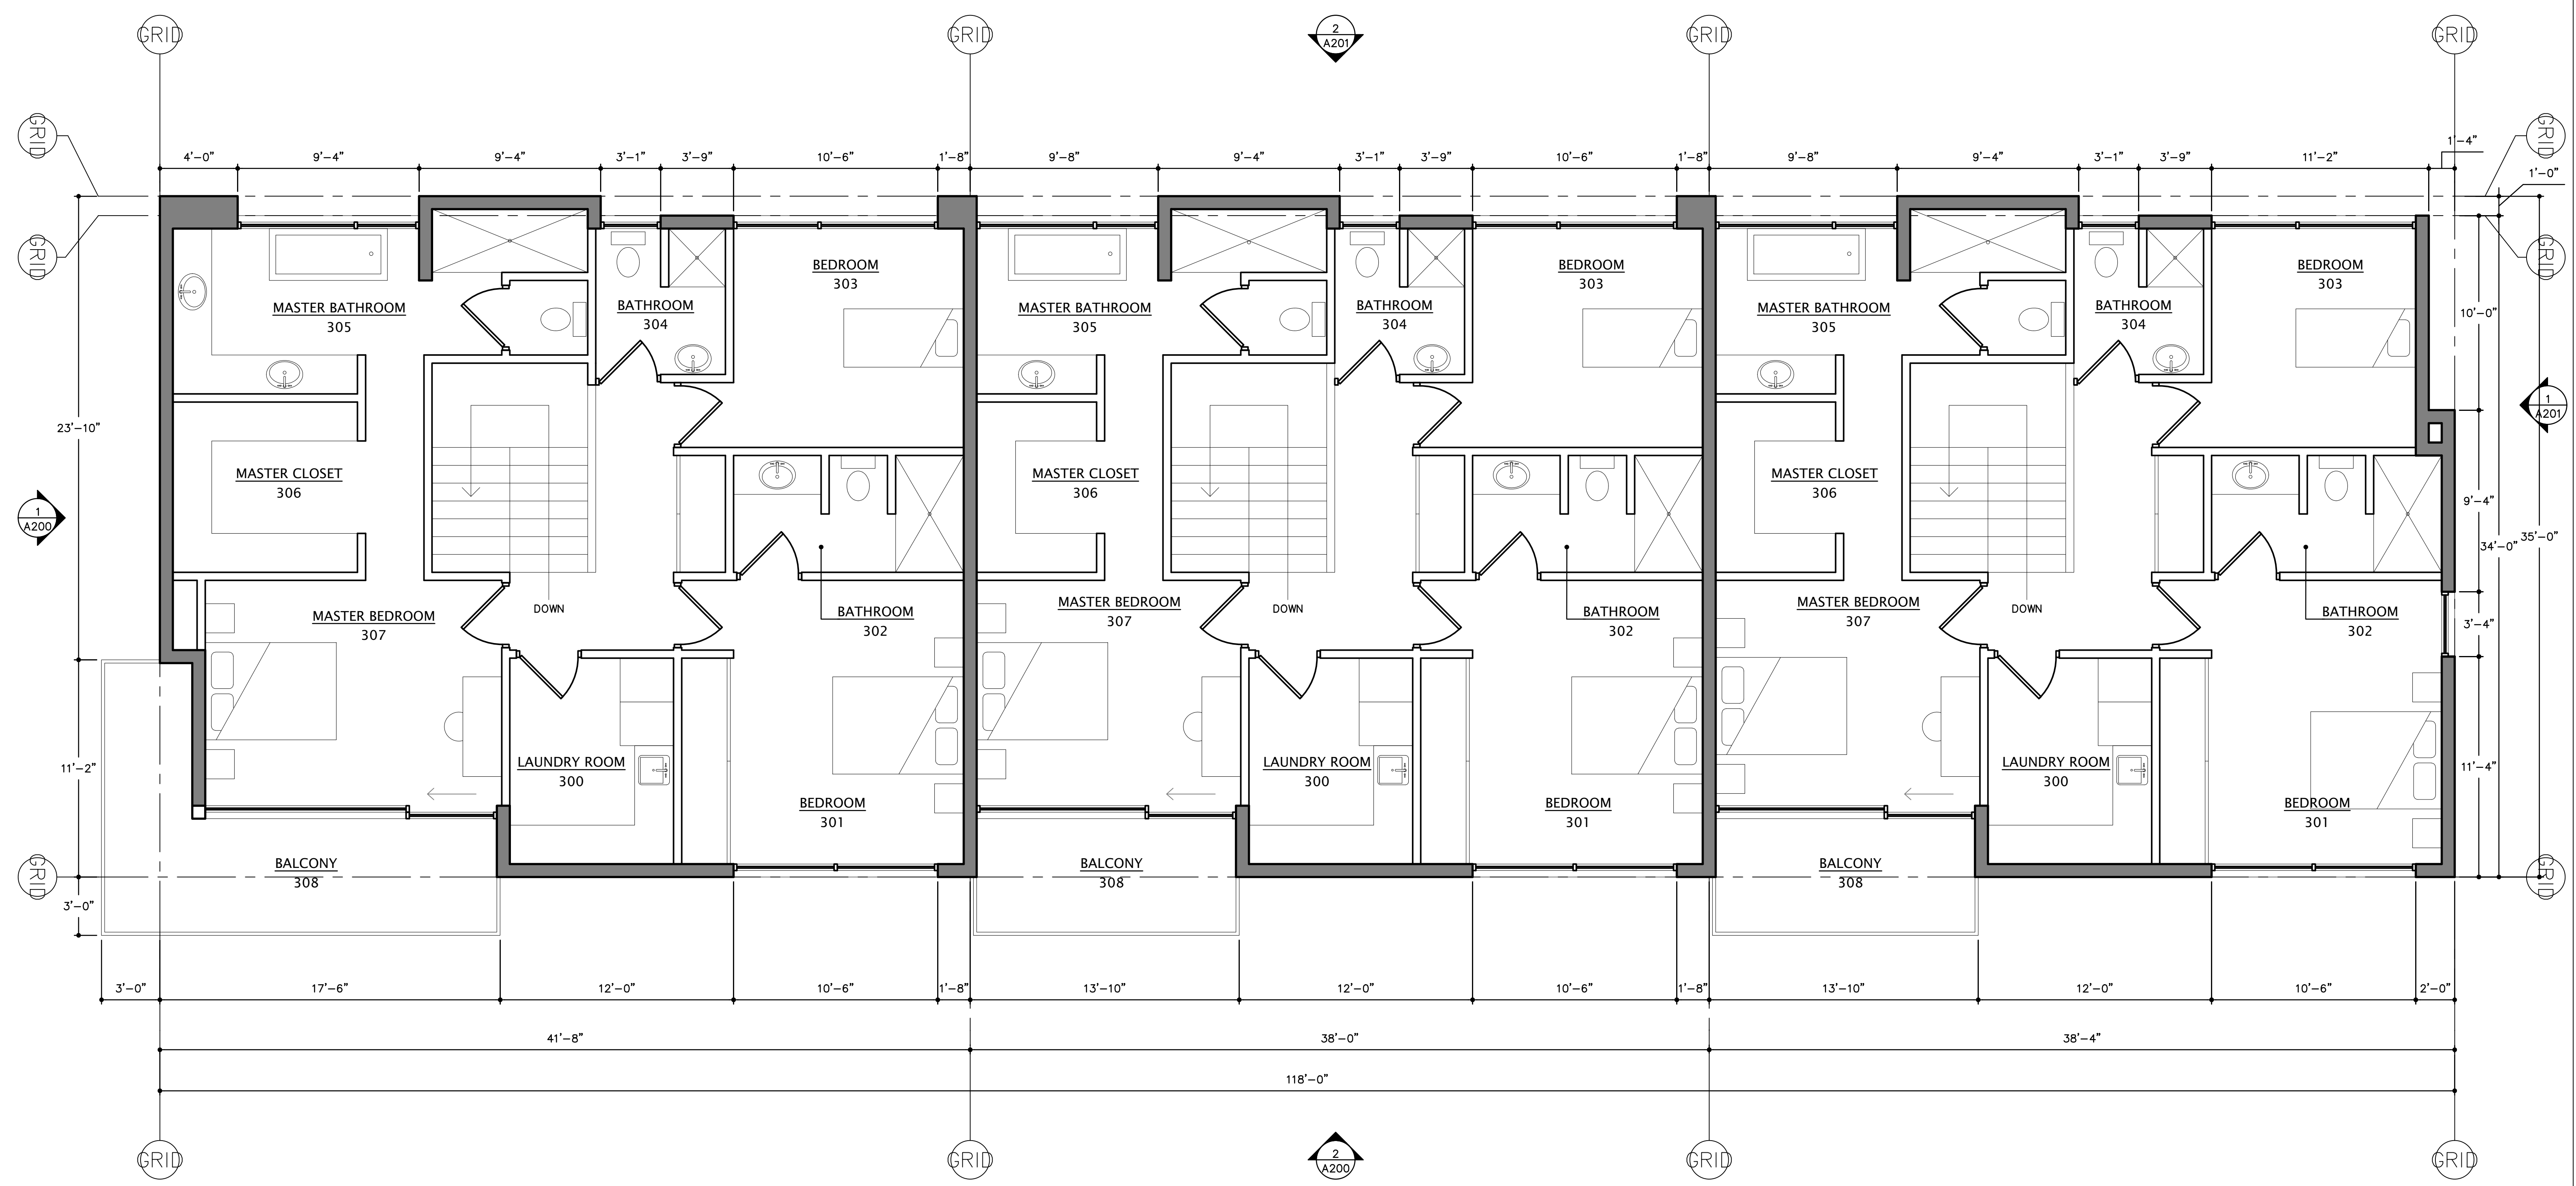 GRID
GRID
2
A201
GRID
GRID
GRID
GRID
4'-0"
9'-4"
9'-4"
3'-1"
3'-9"
10'-6"
1'-8"
9'-8"
9'-4"
3'-1"
3'-9"
10'-6"
1'-8"
9'-8"
9'-4"
3'-1"
3'-9"
11'-2"
1'-4"
1'-0"
GRID
GRID
BEDROOM
303
MASTER BATHROOM
305
BATHROOM
304
BEDROOM
303
MASTER BATHROOM
305
BATHROOM
304
BEDROOM
303
MASTER BATHROOM
305
BATHROOM
304
10'-0"
1
A201
23'-10"
MASTER CLOSET
306
MASTER CLOSET
306
MASTER CLOSET
306
9'-4"
1
A200
34'-0"
35'-0"
DOWN
DOWN
DOWN
MASTER BEDROOM
307
BATHROOM
302
MASTER BEDROOM
307
BATHROOM
302
MASTER BEDROOM
307
BATHROOM
302
3'-4"
11'-2"
LAUNDRY ROOM
300
BEDROOM
301
LAUNDRY ROOM
300
BEDROOM
301
LAUNDRY ROOM
300
BEDROOM
301
11'-4"
GRID
BALCONY
308
BALCONY
308
BALCONY
308
GRID
3'-0"
3'-0"
17'-6"
12'-0"
10'-6"
1'-8"
13'-10"
12'-0"
10'-6"
1'-8"
13'-10"
12'-0"
10'-6"
2'-0"
41'-8"
38'-0"
38'-4"
118'-0"
GRID
GRID
2
A200
GRID
GRID